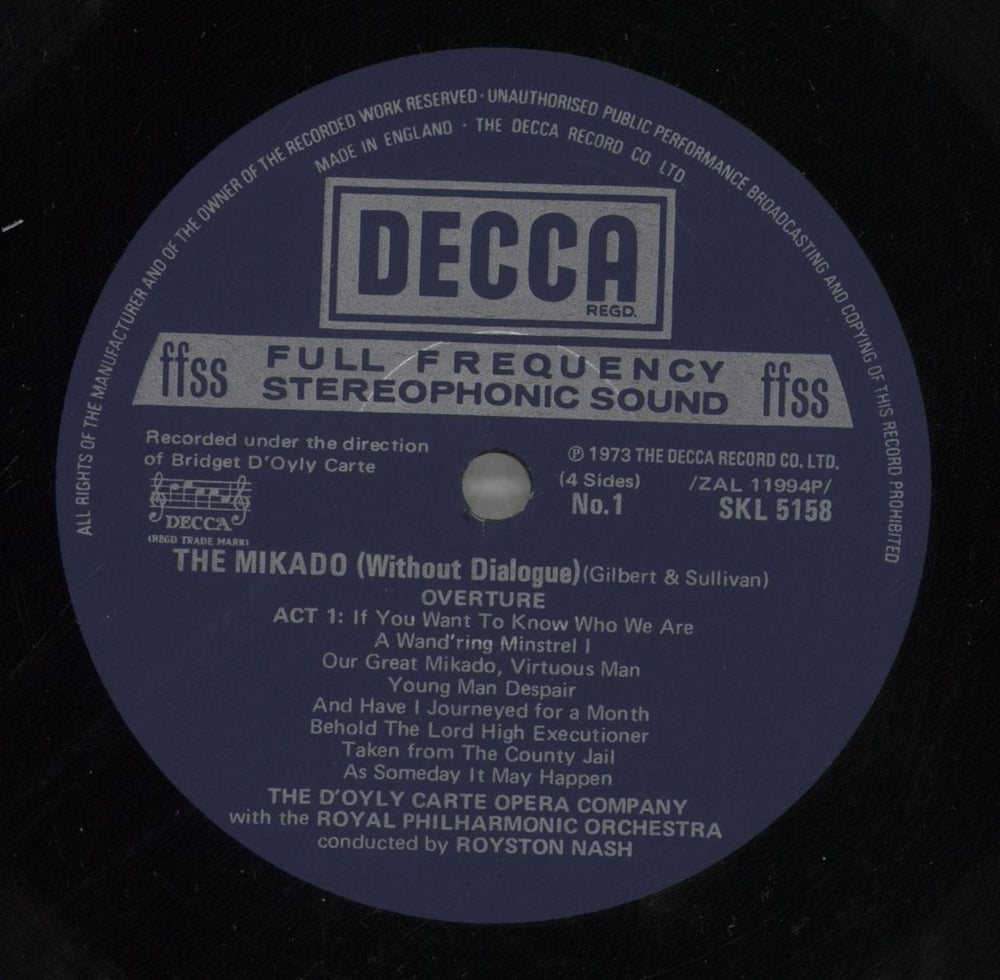 ALL RIGHTS OF THE MANUFACTURER AND OF THE OWNER OF THE RECORDED WORK RESERVED · UNAUTHORISED PUBLIC PERFORMANCE BROADCASTING AND COPYING OF THIS RECORD PROHIBITED
MADE IN ENGLAND · THE DECCA RECORD CO LTD
DECCA
REGD.
ffss FULL FREQUENCY STEREOPHONIC SOUND ffss
Recorded under the direction
of Bridget D'Oyly Carte
DECCA
(REGD TRADE MARK)
℗ 1973 THE DECCA RECORD CO. LTD.
(4 Sides) /ZAL 11994P/
No.1 SKL 5158
THE MIKADO (Without Dialogue) (Gilbert & Sullivan)
OVERTURE
ACT 1: If You Want To Know Who We Are
A Wand'ring Minstrel I
Our Great Mikado, Virtuous Man
Young Man Despair
And Have I Journeyed for a Month
Behold The Lord High Executioner
Taken from The County Jail
As Someday It May Happen
THE D'OYLY CARTE OPERA COMPANY
with the ROYAL PHILHARMONIC ORCHESTRA
conducted by ROYSTON NASH